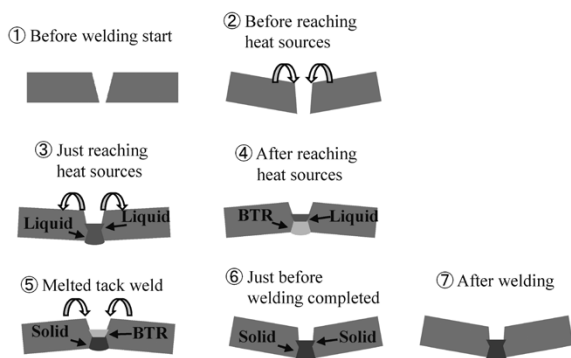 ① Before welding start
② Before reaching
heat sources
③ Just reaching
heat sources
Liquid
Liquid
④ After reaching
heat sources
BTR
Liquid
⑤ Melted tack weld
Solid
BTR
⑥ Just before
welding completed
Solid
Solid
⑦ After welding